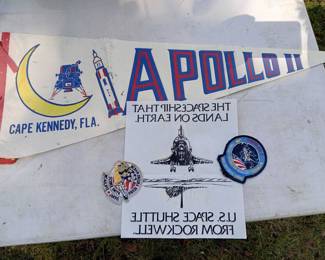 APOLLO 11
CAPE KENNEDY, FLA.
THE SPACESHIP THAT
LANDS ON EARTH.
U.S. SPACE SHUTTLE
FROM ROCKWELL.